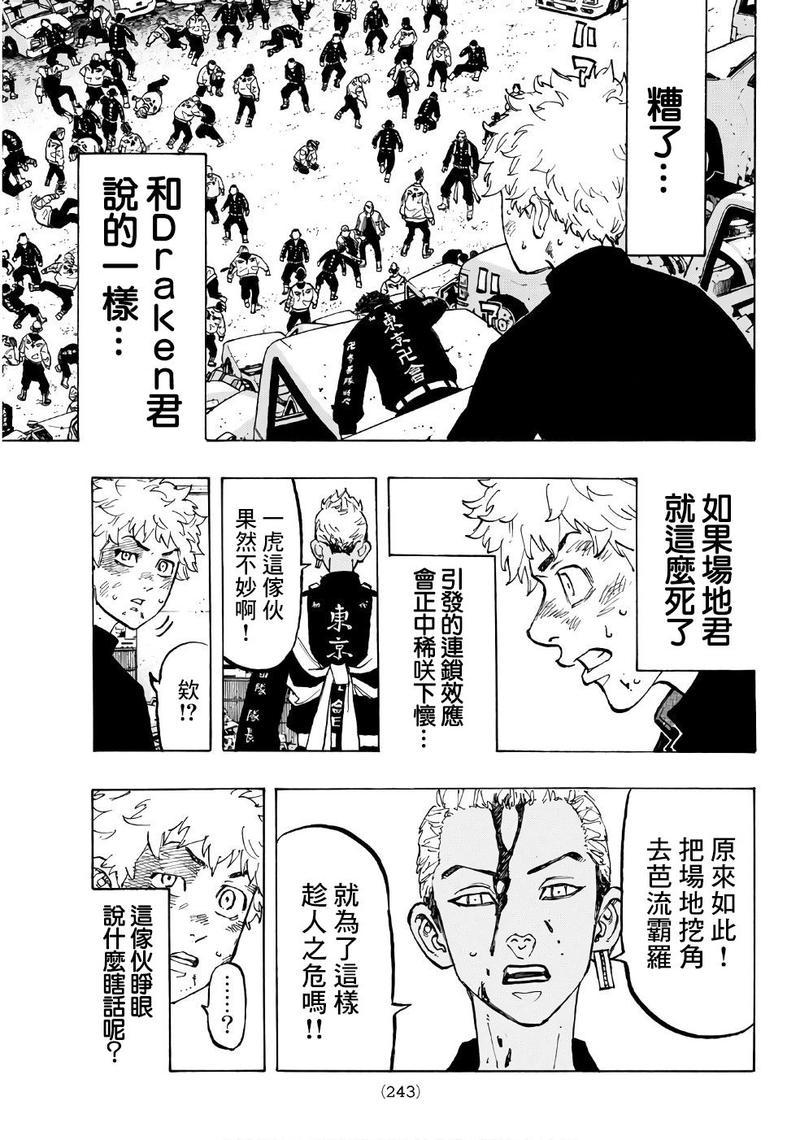 糟了…
和Draken君
說的一樣…
東京卍會
如果場地君
就這麼死了
引發的連鎖效應
會正中稀咲下懷…
一虎這傢伙
果然不妙啊！
東京
隊長
欸!?
原來如此！
把場地挖角
去芭流霸羅
就為了這樣
趁人之危嗎!!
……？
這傢伙睜眼
說什麼瞎話呢？
(243)